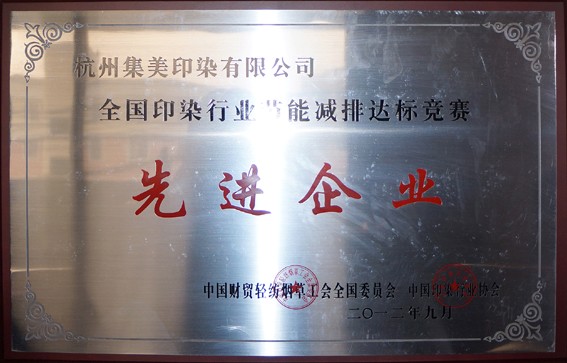 杭州集美印染有限公司
全国印染行业节能减排达标竞赛
先进企业
中国财贸轻纺烟草工会全国委员会 中国印染行业协会
二〇一二年九月